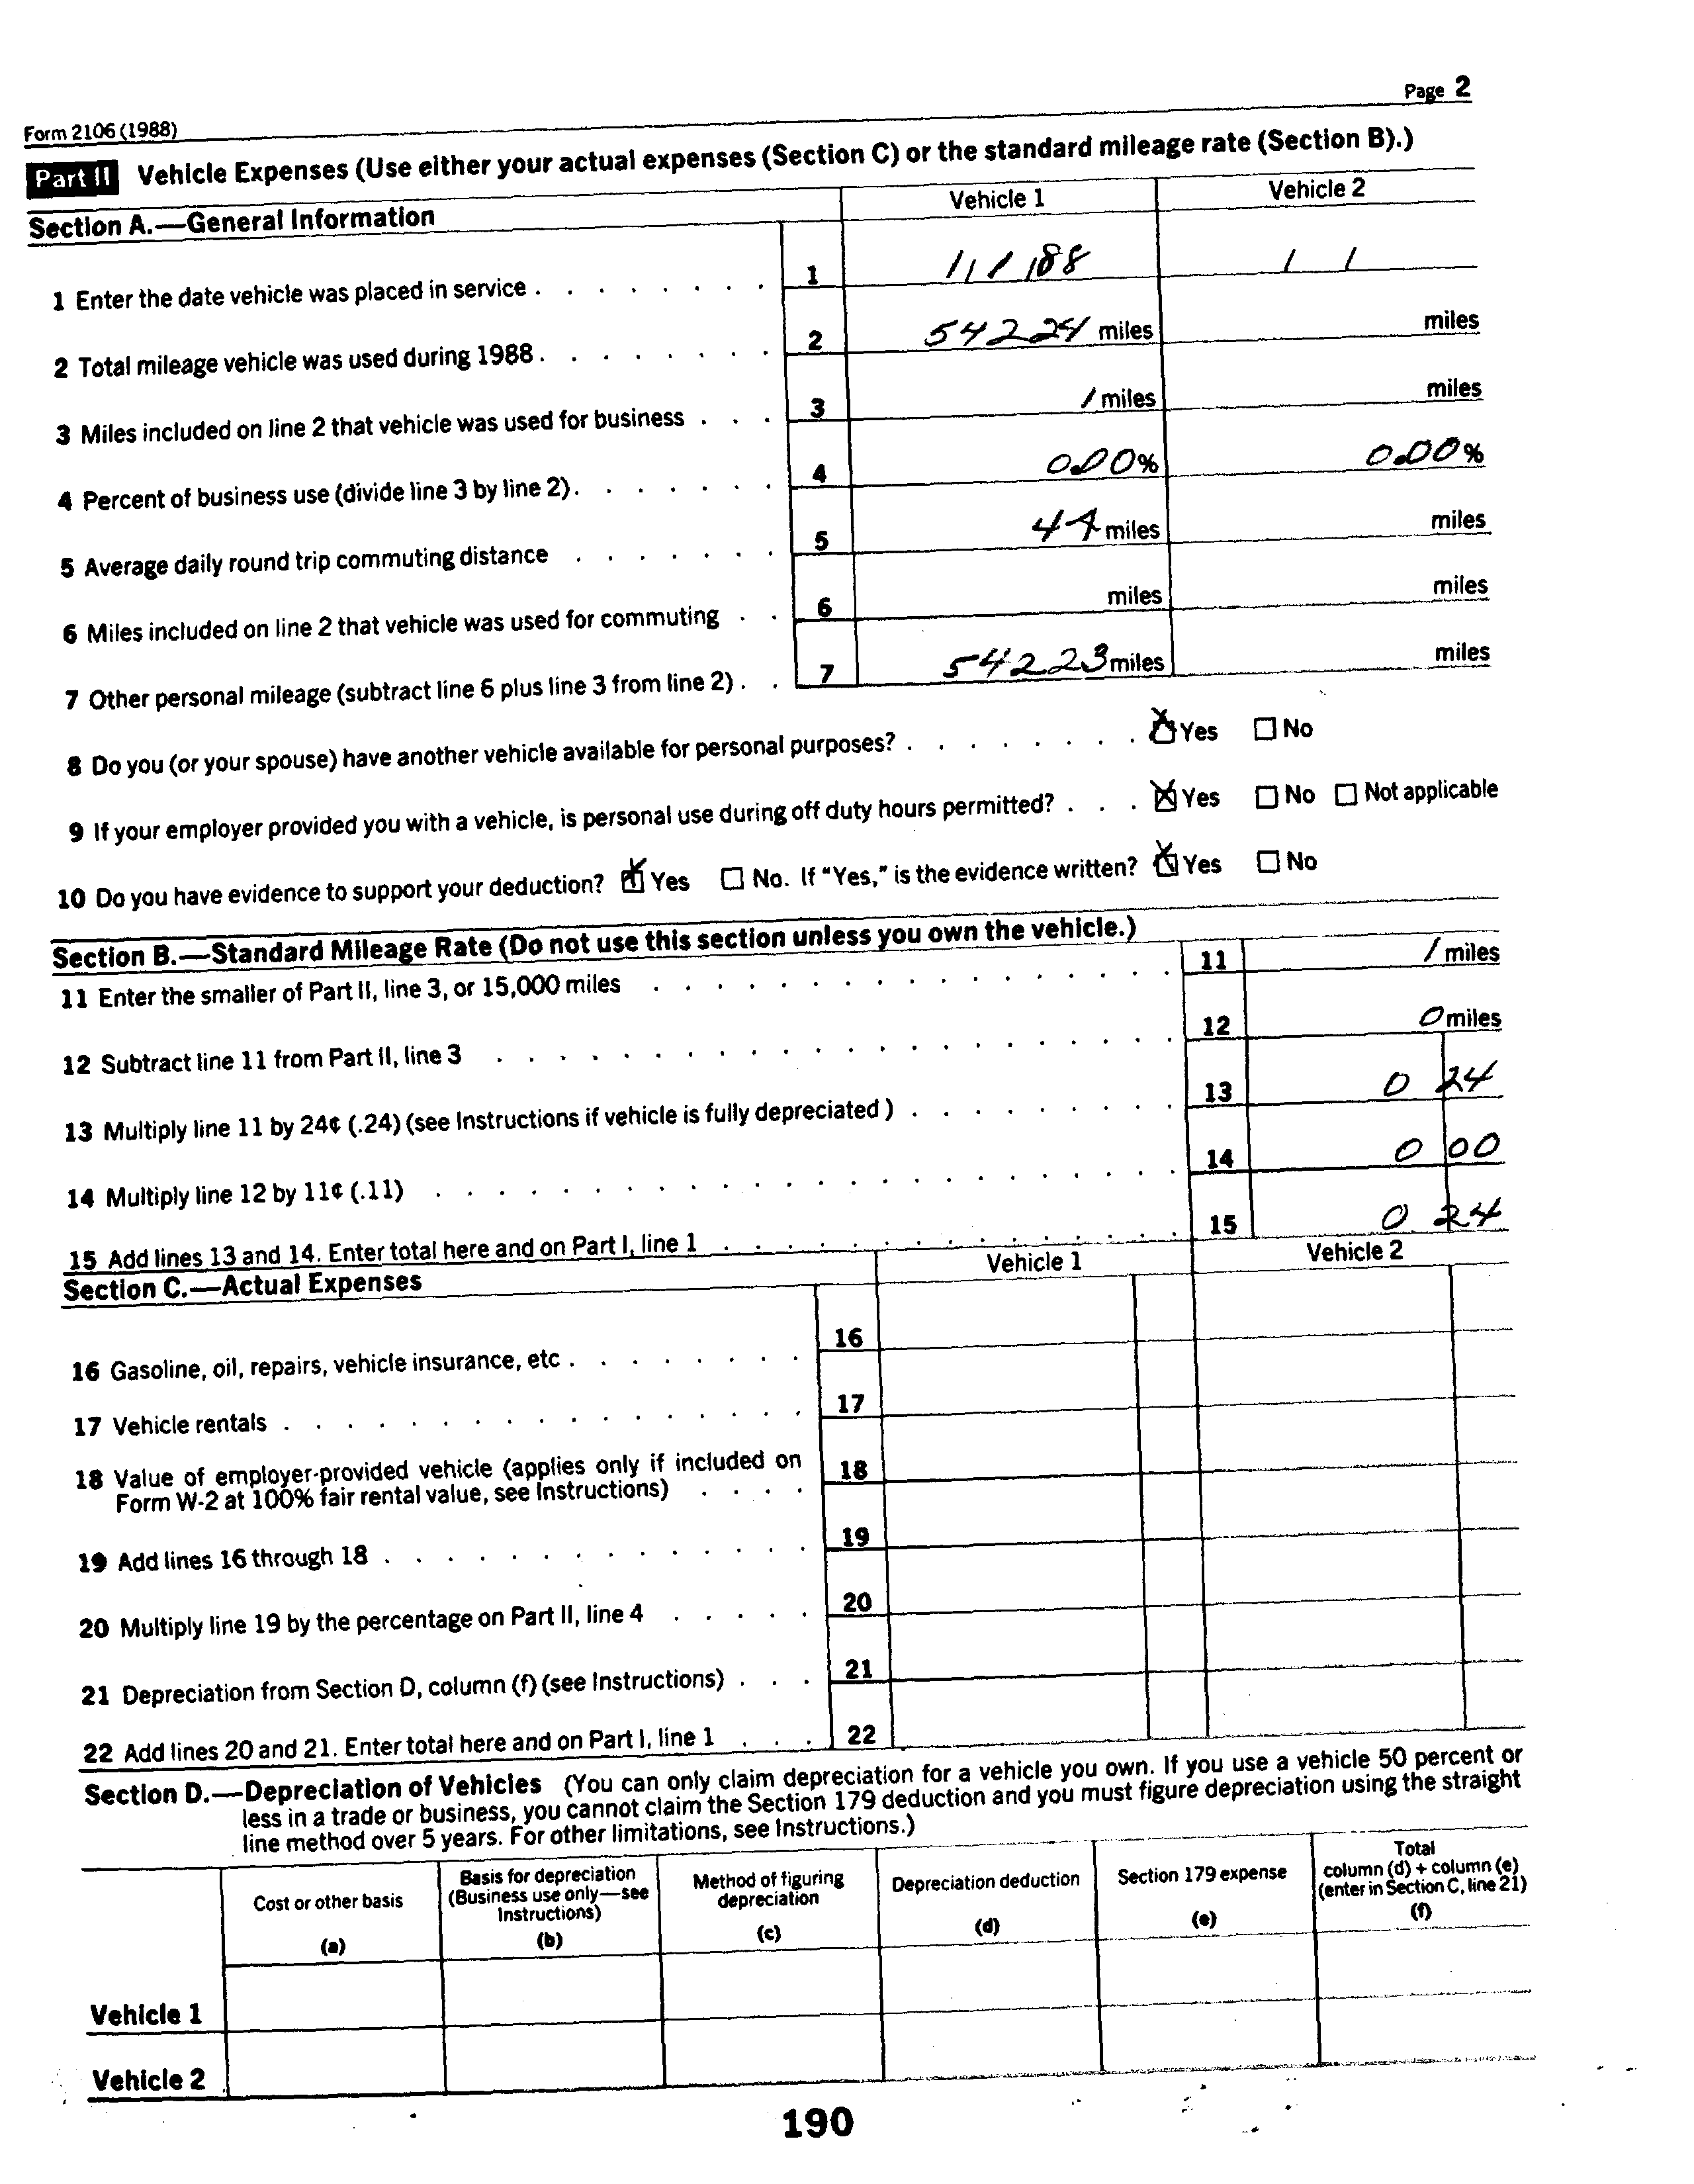 Page 2
Form 2106 (1988)
Part II Vehicle Expenses (Use either your actual expenses (Section C) or the standard mileage rate (Section B).)
Section A.—General Information Vehicle 1 Vehicle 2
1 Enter the date vehicle was placed in service . . . . . . . . 1 1/1/88 / /
2 Total mileage vehicle was used during 1988 . . . . . . . . 2 54224 miles miles
3 Miles included on line 2 that vehicle was used for business . . . 3 1 miles miles
4 Percent of business use (divide line 3 by line 2) . . . . . . . 4 0.00% 0.00%
5 Average daily round trip commuting distance . . . . . . . 5 44 miles miles
6 Miles included on line 2 that vehicle was used for commuting . . 6 miles miles
7 Other personal mileage (subtract line 6 plus line 3 from line 2) . . 7 54223 miles miles
8 Do you (or your spouse) have another vehicle available for personal purposes? . . . . . . . . ☒ Yes ☐ No
9 If your employer provided you with a vehicle, is personal use during off duty hours permitted? . . . ☒ Yes ☐ No ☐ Not applicable
10 Do you have evidence to support your deduction? ☒ Yes ☐ No. If "Yes," is the evidence written? ☒ Yes ☐ No
Section B.—Standard Mileage Rate (Do not use this section unless you own the vehicle.)
11 Enter the smaller of Part II, line 3, or 15,000 miles . . . . . . . . . . . . . . . . . 11 1 miles
12 Subtract line 11 from Part II, line 3 . . . . . . . . . . . . . . . . . . . . . . 12 0 miles
13 Multiply line 11 by 24¢ (.24) (see Instructions if vehicle is fully depreciated) . . . . . . . . . 13 0 24
14 Multiply line 12 by 11¢ (.11) . . . . . . . . . . . . . . . . . . . . . . . . 14 0 00
15 Add lines 13 and 14. Enter total here and on Part I, line 1 . . . . . . . . . . . . . . . 15 0 24
Section C.—Actual Expenses Vehicle 1 Vehicle 2
16 Gasoline, oil, repairs, vehicle insurance, etc . . . . . . . . 16
17 Vehicle rentals . . . . . . . . . . . . . . . . . 17
18 Value of employer-provided vehicle (applies only if included on
Form W-2 at 100% fair rental value, see Instructions) . . . . 18
19 Add lines 16 through 18 . . . . . . . . . . . . . . 19
20 Multiply line 19 by the percentage on Part II, line 4 . . . . . 20
21 Depreciation from Section D, column (f) (see Instructions) . . . 21
22 Add lines 20 and 21. Enter total here and on Part I, line 1 . . . 22
Section D.—Depreciation of Vehicles (You can only claim depreciation for a vehicle you own. If you use a vehicle 50 percent or
less in a trade or business, you cannot claim the Section 179 deduction and you must figure depreciation using the straight
line method over 5 years. For other limitations, see Instructions.)
Cost or other basis (a)
Basis for depreciation (Business use only—see Instructions) (b)
Method of figuring depreciation (c)
Depreciation deduction (d)
Section 179 expense (e)
Total column (d) + column (e) (enter in Section C, line 21) (f)
Vehicle 1
Vehicle 2
190